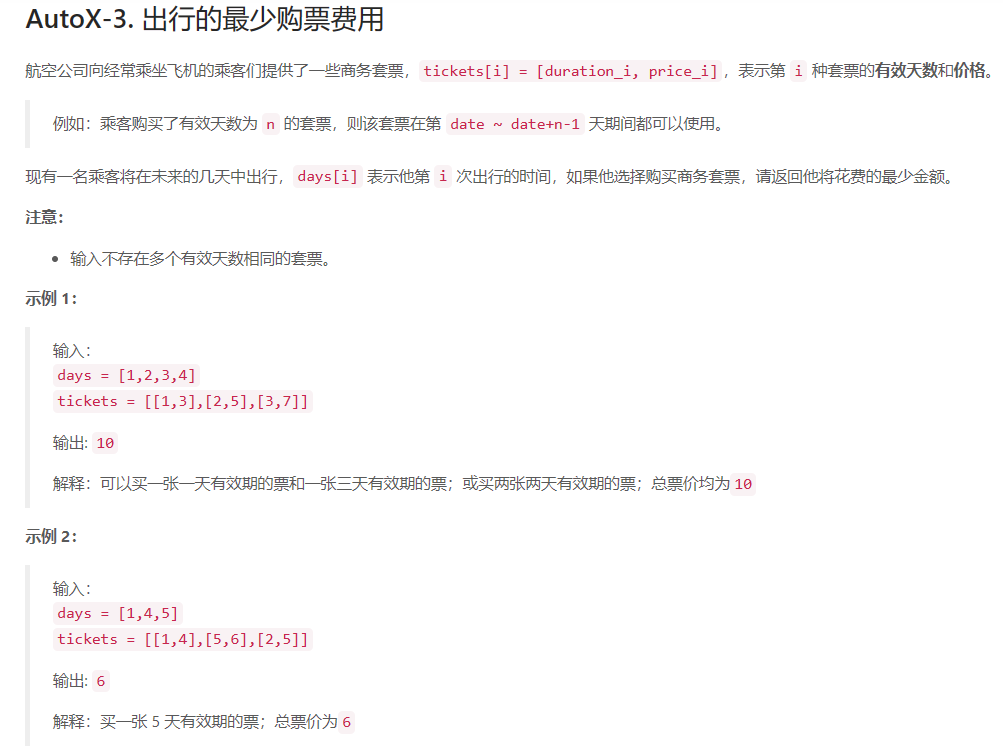 AutoX-3. 出行的最少购票费用
航空公司向经常乘坐飞机的乘客们提供了一些商务套票，tickets[i] = [duration_i, price_i]，表示第 i 种套票的有效天数和价格。
例如：乘客购买了有效天数为 n 的套票，则该套票在第 date ~ date+n-1 天期间都可以使用。
现有一名乘客将在未来的几天中出行，days[i] 表示他第 i 次出行的时间，如果他选择购买商务套票，请返回他将花费的最少金额。
注意：
• 输入不存在多个有效天数相同的套票。
示例 1：
输入：
days = [1,2,3,4]
tickets = [[1,3],[2,5],[3,7]]
输出: 10
解释：可以买一张一天有效期的票和一张三天有效期的票；或买两张两天有效期的票；总票价均为 10
示例 2：
输入：
days = [1,4,5]
tickets = [[1,4],[5,6],[2,5]]
输出: 6
解释：买一张 5 天有效期的票；总票价为 6